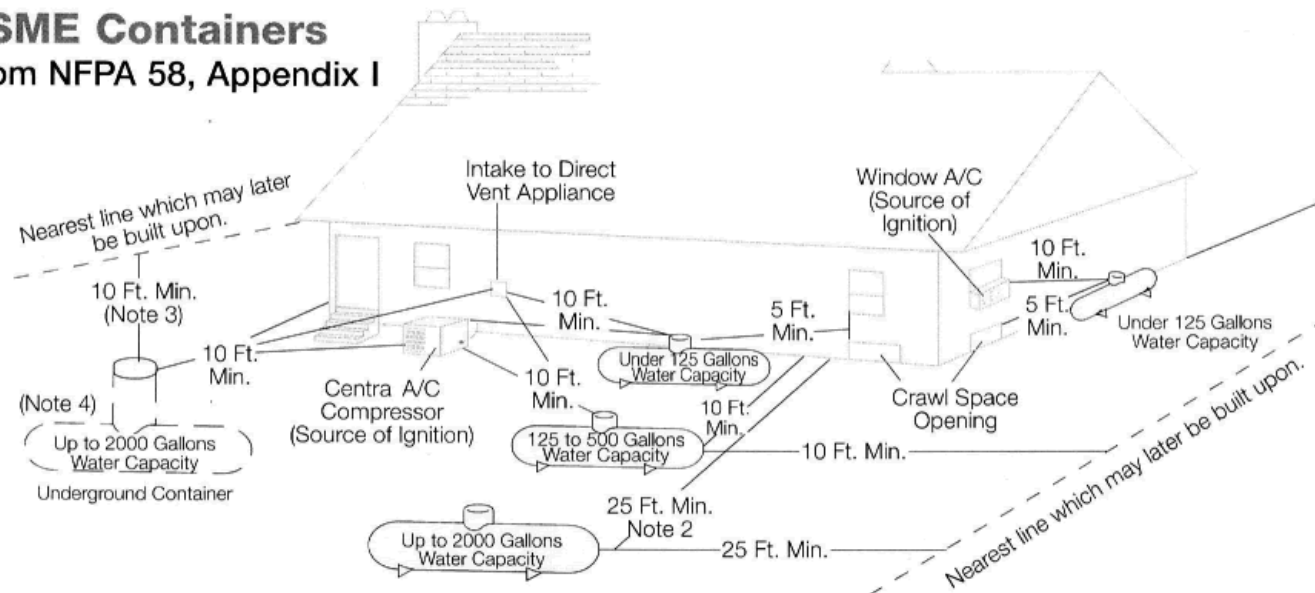 SME Containers
om NFPA 58, Appendix I
Nearest line which may later
be built upon.
Intake to Direct
Vent Appliance
Window A/C
(Source of
Ignition)
10 Ft.
Min.
5 Ft.
Min.
Under 125 Gallons
Water Capacity
10 Ft. Min.
(Note 3)
10 Ft.
Min.
10 Ft.
Min.
5 Ft.
Min.
Under 125 Gallons
Water Capacity
(Note 4)
Up to 2000 Gallons
Water Capacity
Underground Container
Centra A/C
Compressor
(Source of Ignition)
10 Ft.
Min.
10 Ft.
Min.
Crawl Space
Opening
125 to 500 Gallons
Water Capacity
10 Ft. Min.
25 Ft. Min.
Note 2
Up to 2000 Gallons
Water Capacity
25 Ft. Min.
Nearest line which may later be built upon.